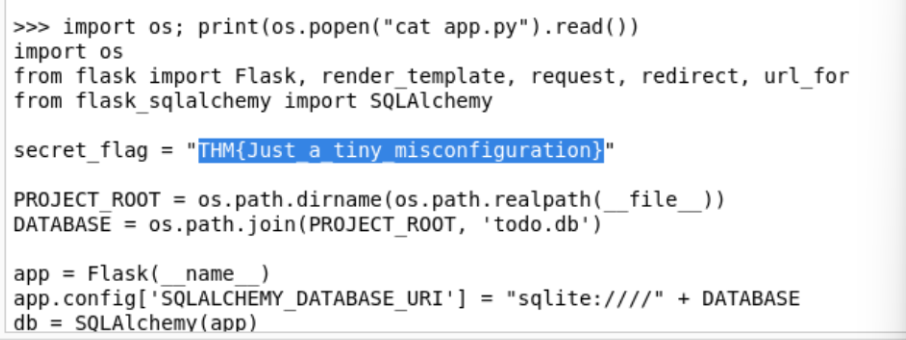 >>> import os; print(os.popen("cat app.py").read())
import os
from flask import Flask, render_template, request, redirect, url_for
from flask_sqlalchemy import SQLAlchemy
secret_flag = "THM{Just_a_tiny_misconfiguration}"
PROJECT_ROOT = os.path.dirname(os.path.realpath(__file__))
DATABASE = os.path.join(PROJECT_ROOT, 'todo.db')
app = Flask(__name__)
app.config['SQLALCHEMY_DATABASE_URI'] = "sqlite:////" + DATABASE
db = SQLAlchemy(app)